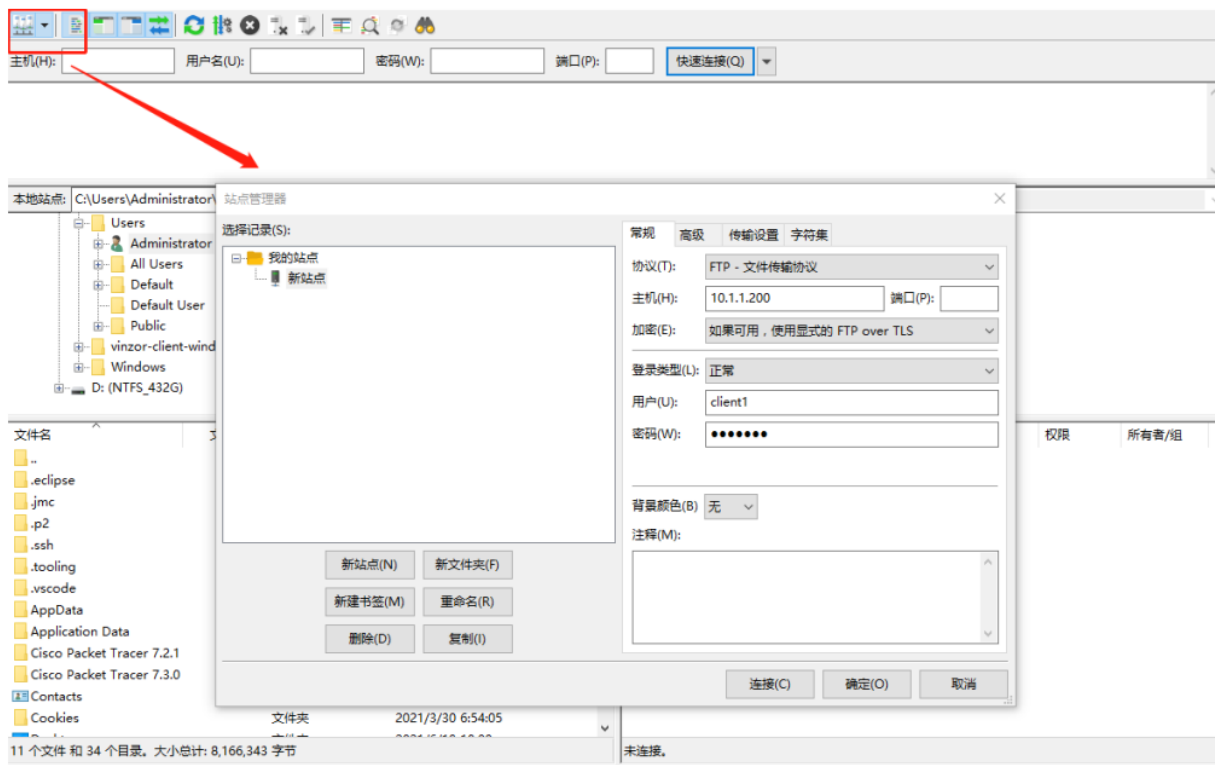 主机(H): 用户名(U): 密码(W): 端口(P): 快速连接(Q)
本地站点: C:\Users\Administrator\
Users
Administrator
All Users
Default
Default User
Public
vinzor-client-wind
Windows
D: (NTFS_432G)
文件名
..
.eclipse
.jmc
.p2
.ssh
.tooling
.vscode
AppData
Application Data
Cisco Packet Tracer 7.2.1
Cisco Packet Tracer 7.3.0
Contacts
Cookies 文件夹 2021/3/30 6:54:05
11 个文件 和 34 个目录。大小总计: 8,166,343 字节
站点管理器
选择记录(S):
我的站点
新站点
新站点(N) 新文件夹(F)
新建书签(M) 重命名(R)
删除(D) 复制(I)
常规 高级 传输设置 字符集
协议(T): FTP - 文件传输协议
主机(H): 10.1.1.200 端口(P):
加密(E): 如果可用，使用显式的 FTP over TLS
登录类型(L): 正常
用户(U): client1
密码(W): ●●●●●●●
背景颜色(B) 无
注释(M):
连接(C) 确定(O) 取消
权限 所有者/组
未连接。